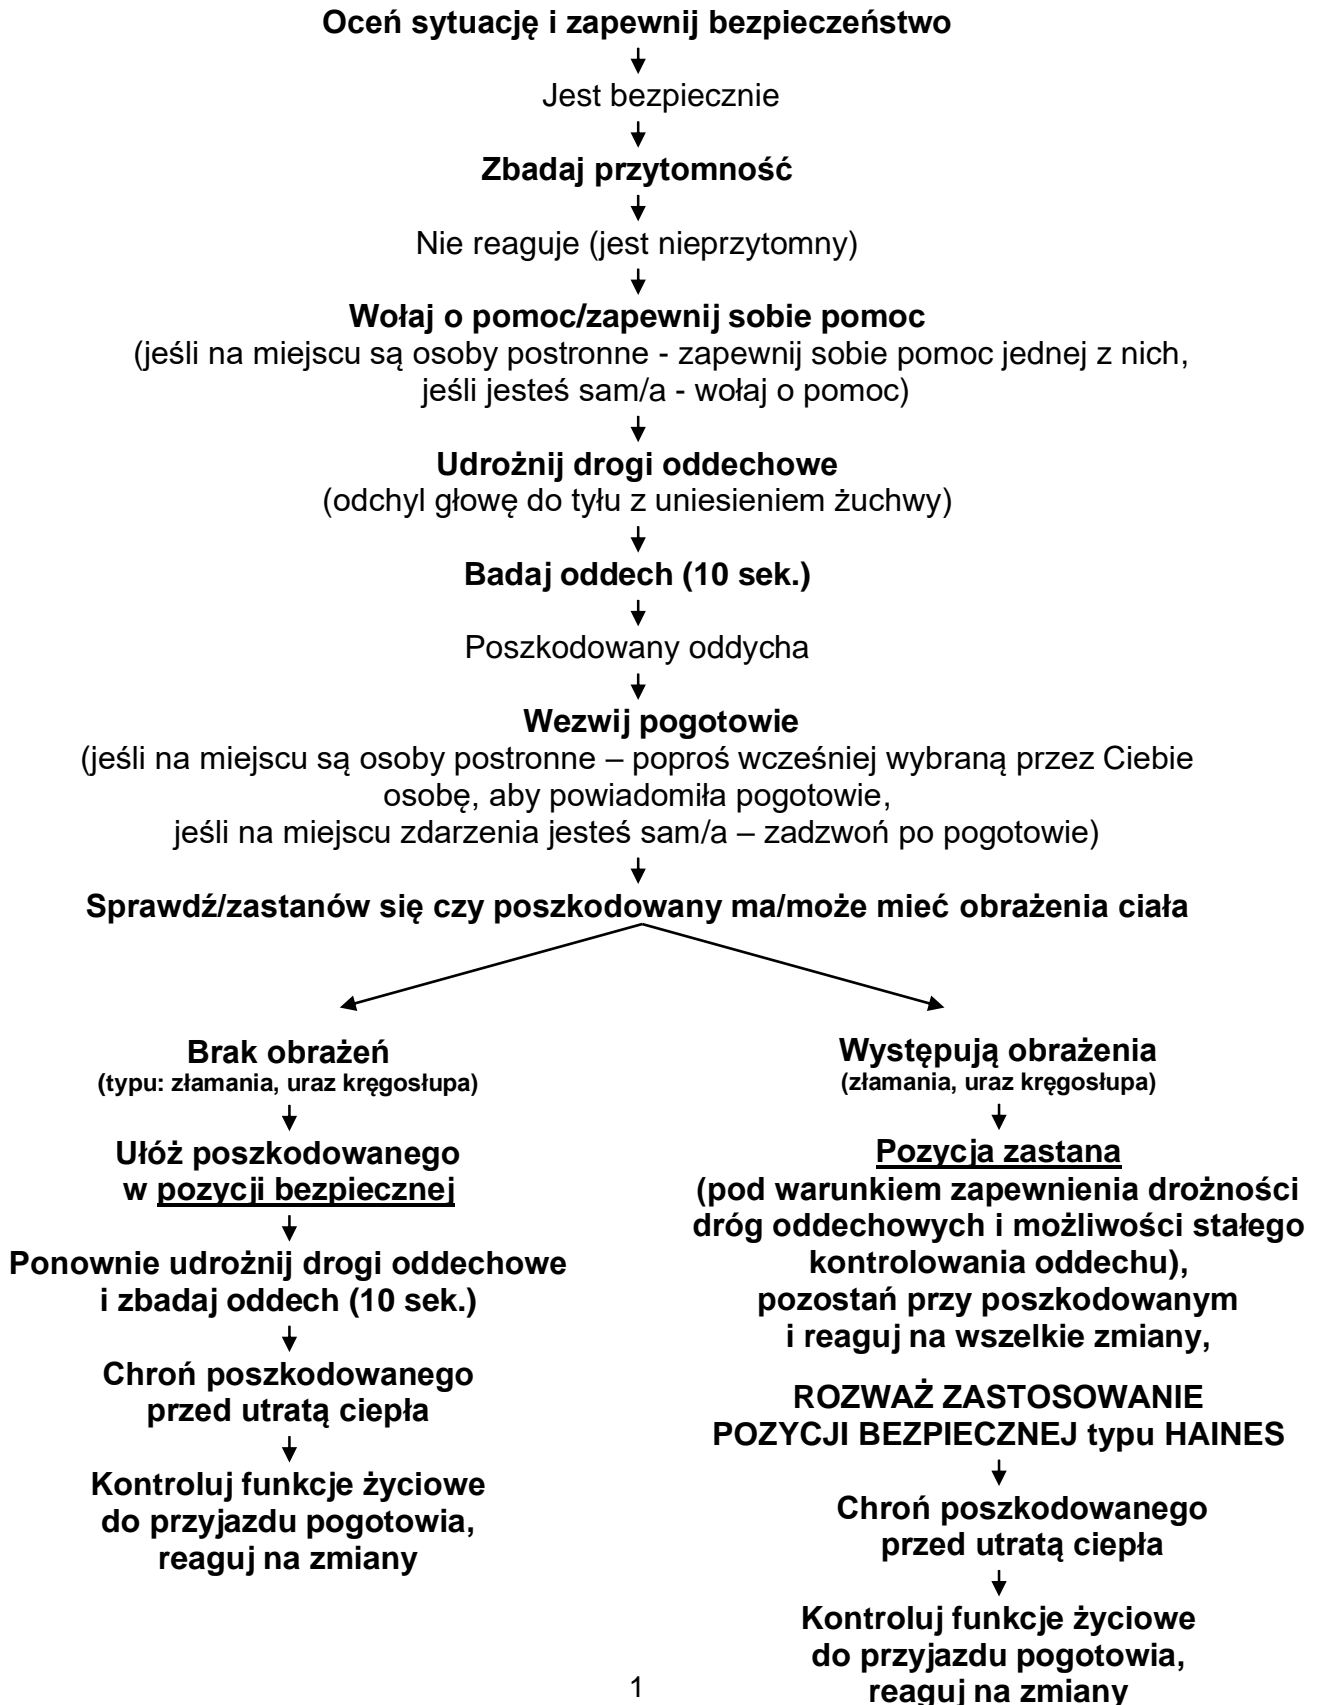 Oceń sytuację i zapewnij bezpieczeństwo
Jest bezpiecznie
Zbadaj przytomność
Nie reaguje (jest nieprzytomny)
Wołaj o pomoc/zapewnij sobie pomoc
(jeśli na miejscu są osoby postronne - zapewnij sobie pomoc jednej z nich,
jeśli jesteś sam/a - wołaj o pomoc)
Udrożnij drogi oddechowe
(odchyl głowę do tyłu z uniesieniem żuchwy)
Badaj oddech (10 sek.)
Poszkodowany oddycha
Wezwij pogotowie
(jeśli na miejscu są osoby postronne – poproś wcześniej wybraną przez Ciebie
osobę, aby powiadomiła pogotowie,
jeśli na miejscu zdarzenia jesteś sam/a – zadzwoń po pogotowie)
Sprawdź/zastanów się czy poszkodowany ma/może mieć obrażenia ciała
Brak obrażeń
(typu: złamania, uraz kręgosłupa)
Ułóż poszkodowanego
w pozycji bezpiecznej
Ponownie udrożnij drogi oddechowe
i zbadaj oddech (10 sek.)
Chroń poszkodowanego
przed utratą ciepła
Kontroluj funkcje życiowe
do przyjazdu pogotowia,
reaguj na zmiany
Występują obrażenia
(złamania, uraz kręgosłupa)
Pozycja zastana
(pod warunkiem zapewnienia drożności
dróg oddechowych i możliwości stałego
kontrolowania oddechu),
pozostań przy poszkodowanym
i reaguj na wszelkie zmiany,
ROZWAŻ ZASTOSOWANIE
POZYCJI BEZPIECZNEJ typu HAINES
Chroń poszkodowanego
przed utratą ciepła
Kontroluj funkcje życiowe
do przyjazdu pogotowia,
reaguj na zmiany
1